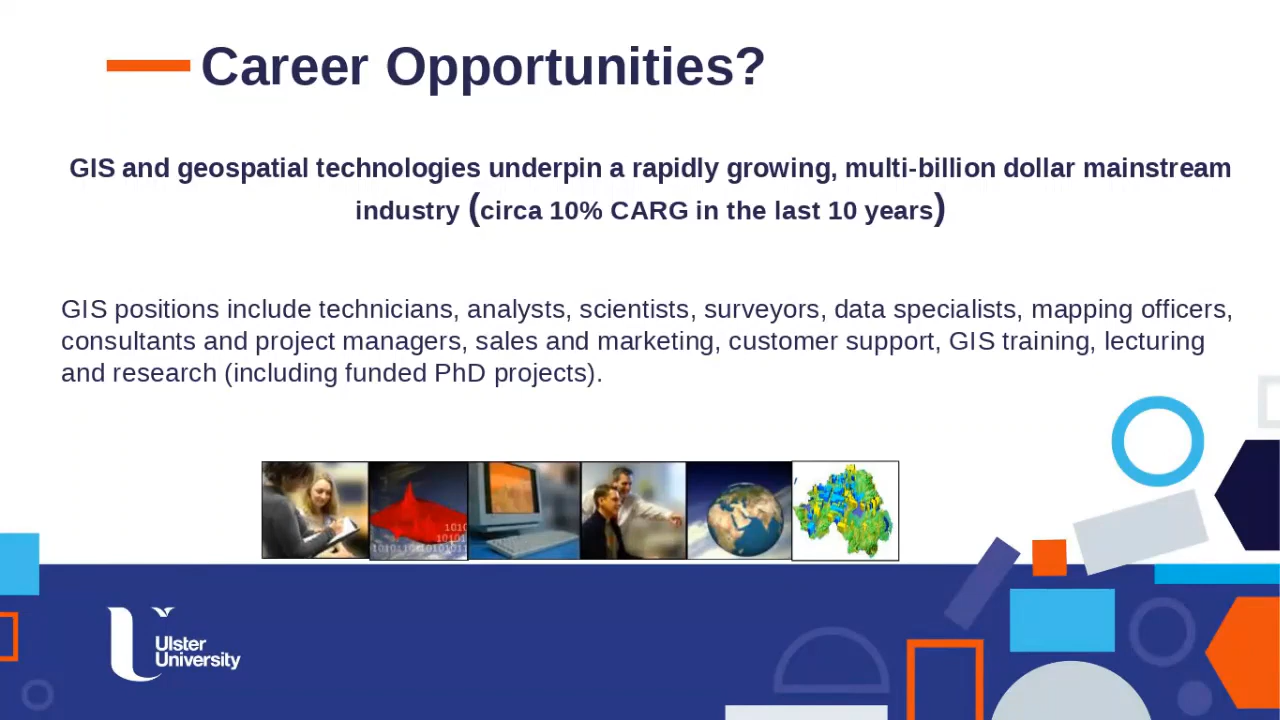 Career Opportunities?
GIS and geospatial technologies underpin a rapidly growing, multi-billion dollar mainstream
industry (circa 10% CARG in the last 10 years)
GIS positions include technicians, analysts, scientists, surveyors, data specialists, mapping officers,
consultants and project managers, sales and marketing, customer support, GIS training, lecturing
and research (including funded PhD projects).
Ulster
University